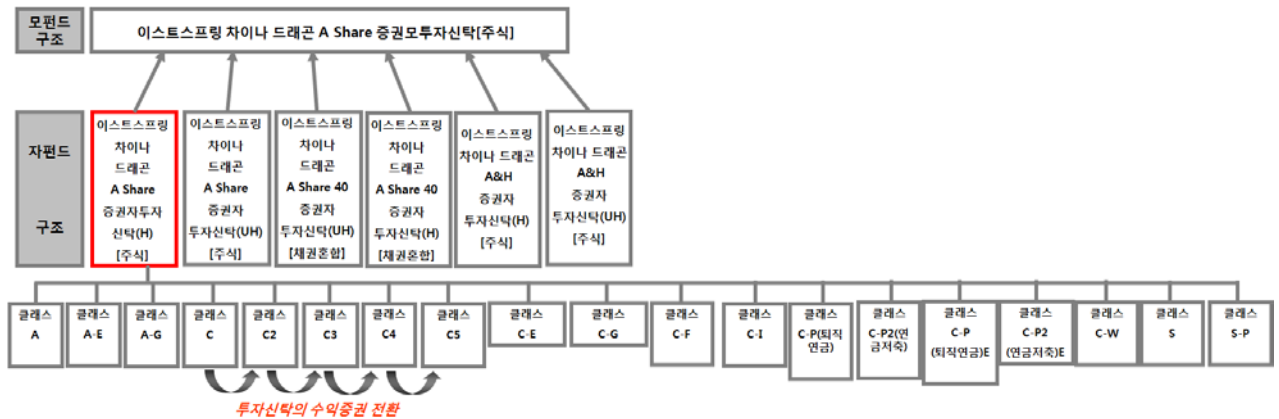 모펀드
구조
이스트스프링 차이나 드래곤 A Share 증권모투자신탁[주식]
자펀드
구조
이스트스프링
차이나
드래곤
A Share
증권자투자
신탁(H)
[주식]
이스트스프링
차이나
드래곤
A Share
증권자
투자신탁(UH)
[주식]
이스트스프링
차이나
드래곤
A Share 40
증권자
투자신탁(UH)
[채권혼합]
이스트스프링
차이나
드래곤
A Share 40
증권자
투자신탁(H)
[채권혼합]
이스트스프링
차이나 드래곤
A&H
증권자
투자신탁(H)
[주식]
이스트스프링
차이나 드래곤
A&H
증권자
투자신탁(UH)
[주식]
클래스
A
클래스
A-E
클래스
A-G
클래스
C
클래스
C2
클래스
C3
클래스
C4
클래스
C5
클래스
C-E
클래스
C-G
클래스
C-F
클래스
C-I
클래스
C-P(퇴직
연금)
클래스
C-P2(연
금저축)
클래스
C-P
(퇴직연금)E
클래스
C-P2
(연금저축)E
클래스
C-W
클래스
S
클래스
S-P
투자신탁의 수익증권 전환